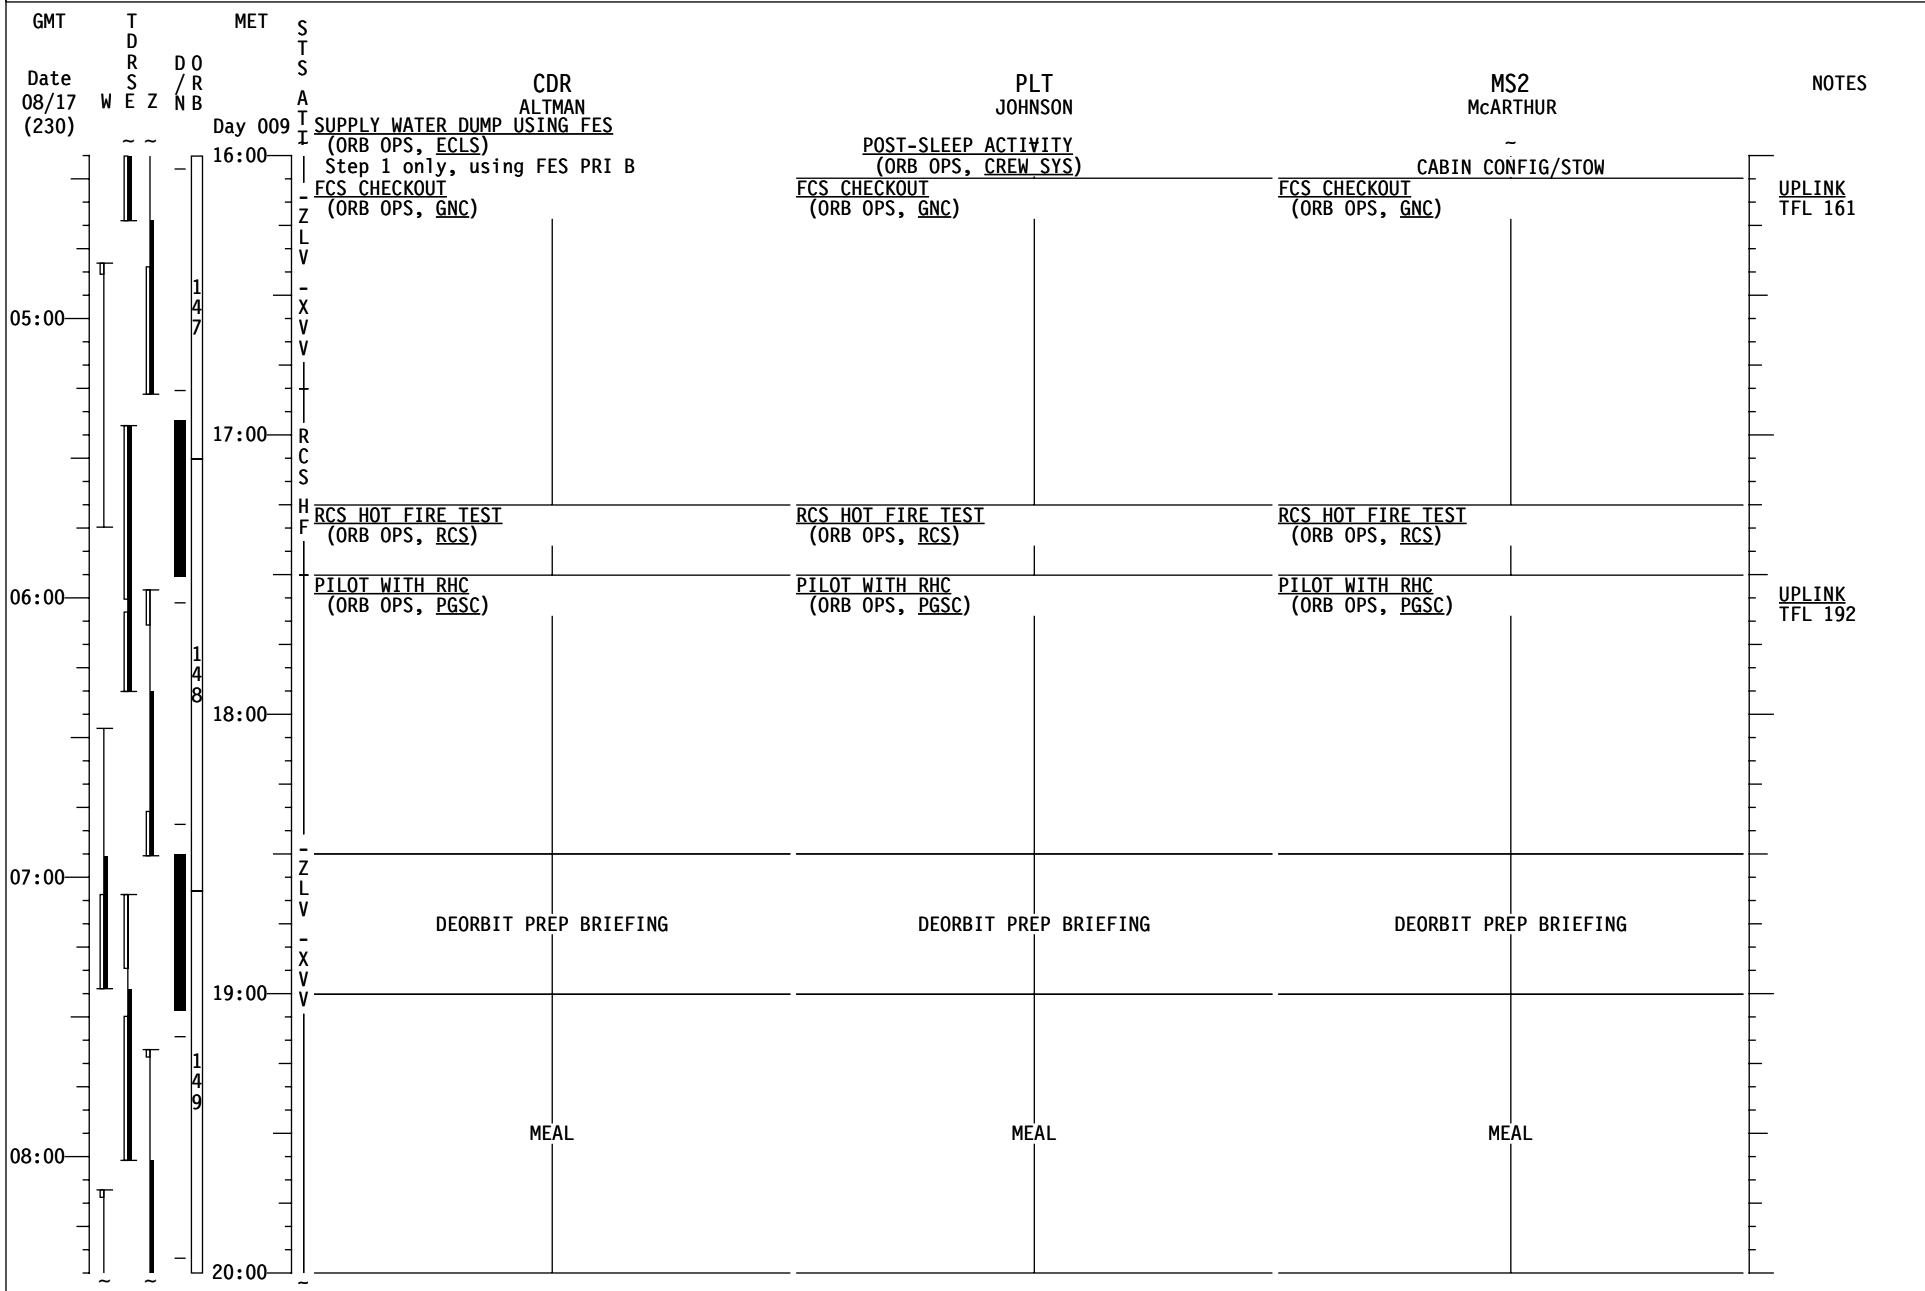 GMT
TDRS
MET
STS ATT
D/N
ORB
Date
08/17
(230)
W E Z
CDR
ALTMAN
PLT
JOHNSON
MS2
McARTHUR
NOTES
Day 009
SUPPLY WATER DUMP USING FES
(ORB OPS, ECLS)
Step 1 only, using FES PRI B
POST-SLEEP ACTIVITY
(ORB OPS, CREW SYS)
~
CABIN CONFIG/STOW
~ ~
16:00
FCS CHECKOUT
(ORB OPS, GNC)
FCS CHECKOUT
(ORB OPS, GNC)
FCS CHECKOUT
(ORB OPS, GNC)
UPLINK
TFL 161
-ZLV -XVV
147
05:00
17:00
RCS HF
RCS HOT FIRE TEST
(ORB OPS, RCS)
RCS HOT FIRE TEST
(ORB OPS, RCS)
RCS HOT FIRE TEST
(ORB OPS, RCS)
06:00
PILOT WITH RHC
(ORB OPS, PGSC)
PILOT WITH RHC
(ORB OPS, PGSC)
PILOT WITH RHC
(ORB OPS, PGSC)
UPLINK
TFL 192
148
18:00
07:00
-ZLV -XVV
DEORBIT PREP BRIEFING
DEORBIT PREP BRIEFING
DEORBIT PREP BRIEFING
19:00
149
MEAL
MEAL
MEAL
08:00
20:00
~ ~ ~